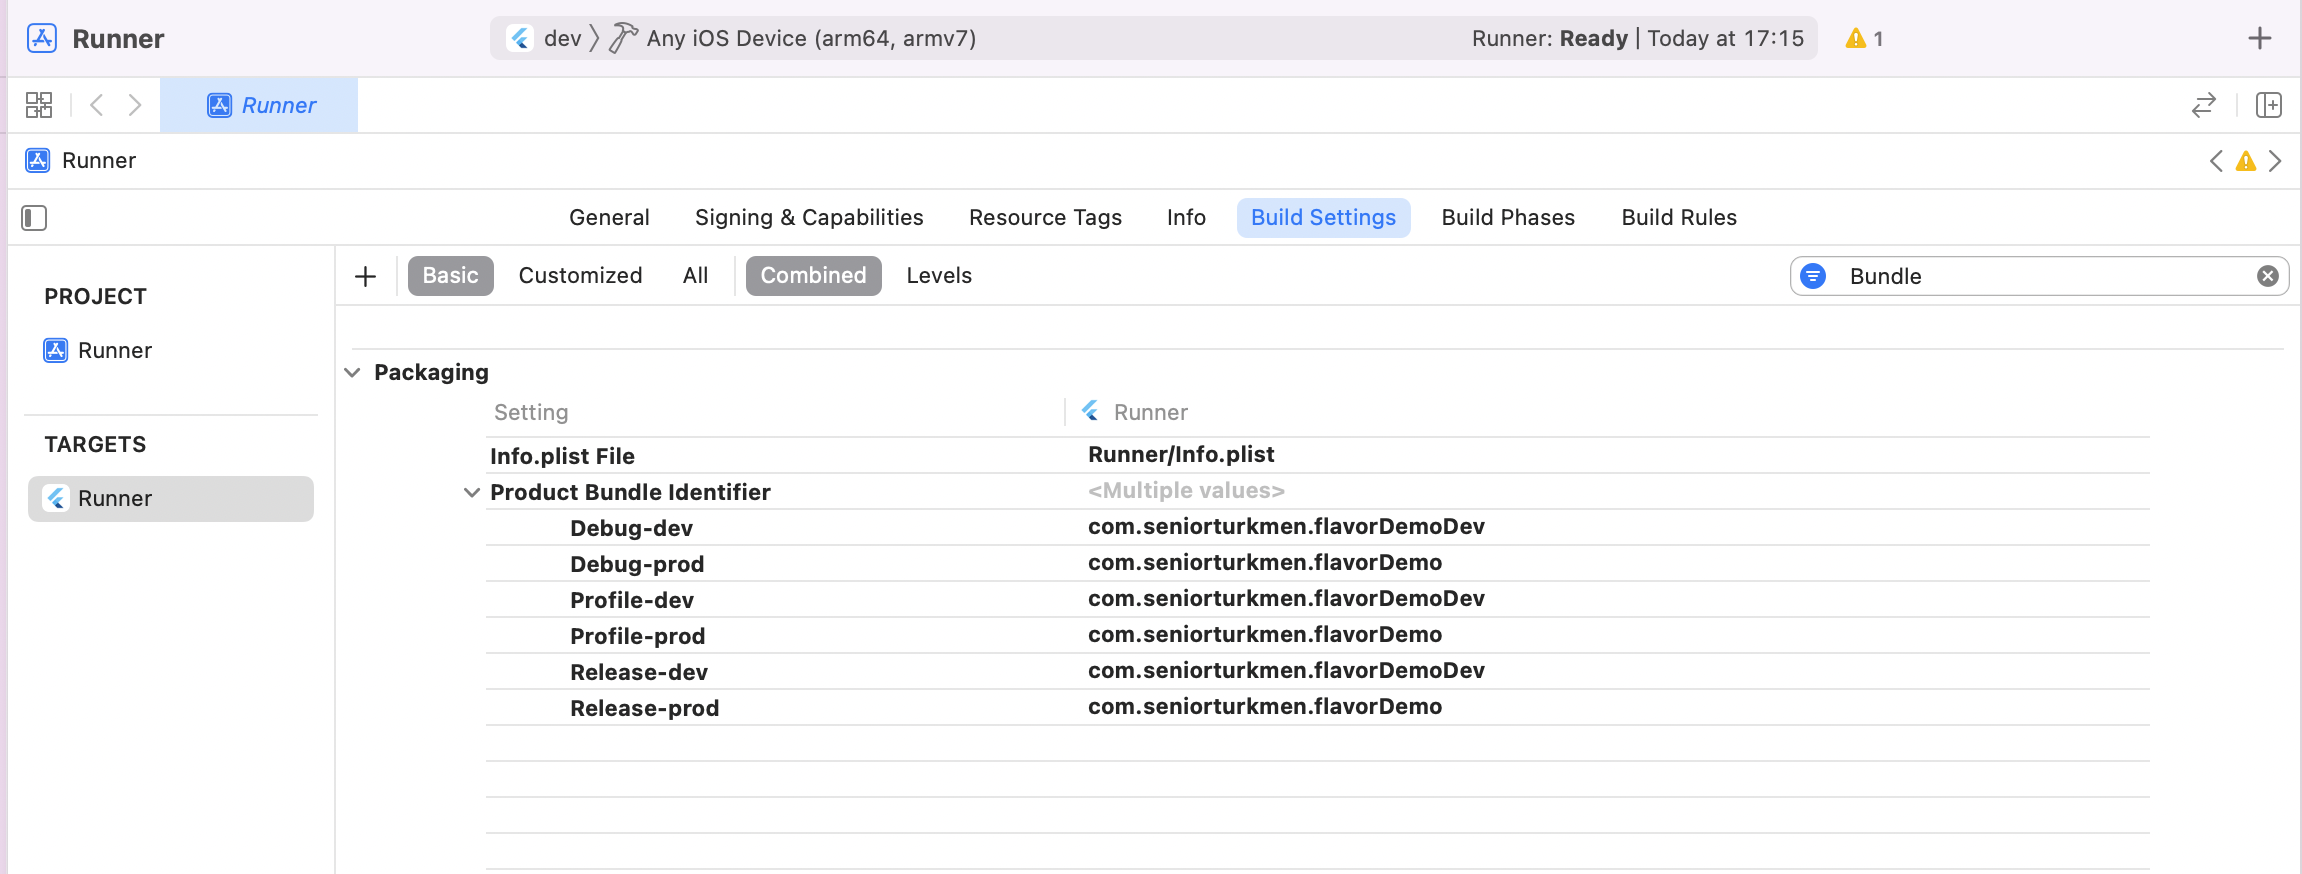 Runner
dev
Any iOS Device (arm64, armv7)
Runner: Ready | Today at 17:15
1
Runner
Runner
General
Signing & Capabilities
Resource Tags
Info
Build Settings
Build Phases
Build Rules
Basic
Customized
All
Combined
Levels
Bundle
PROJECT
Runner
TARGETS
Runner
Packaging
Setting
Runner
Info.plist File
Runner/Info.plist
Product Bundle Identifier
<Multiple values>
Debug-dev
com.seniorturkmen.flavorDemoDev
Debug-prod
com.seniorturkmen.flavorDemo
Profile-dev
com.seniorturkmen.flavorDemoDev
Profile-prod
com.seniorturkmen.flavorDemo
Release-dev
com.seniorturkmen.flavorDemoDev
Release-prod
com.seniorturkmen.flavorDemo